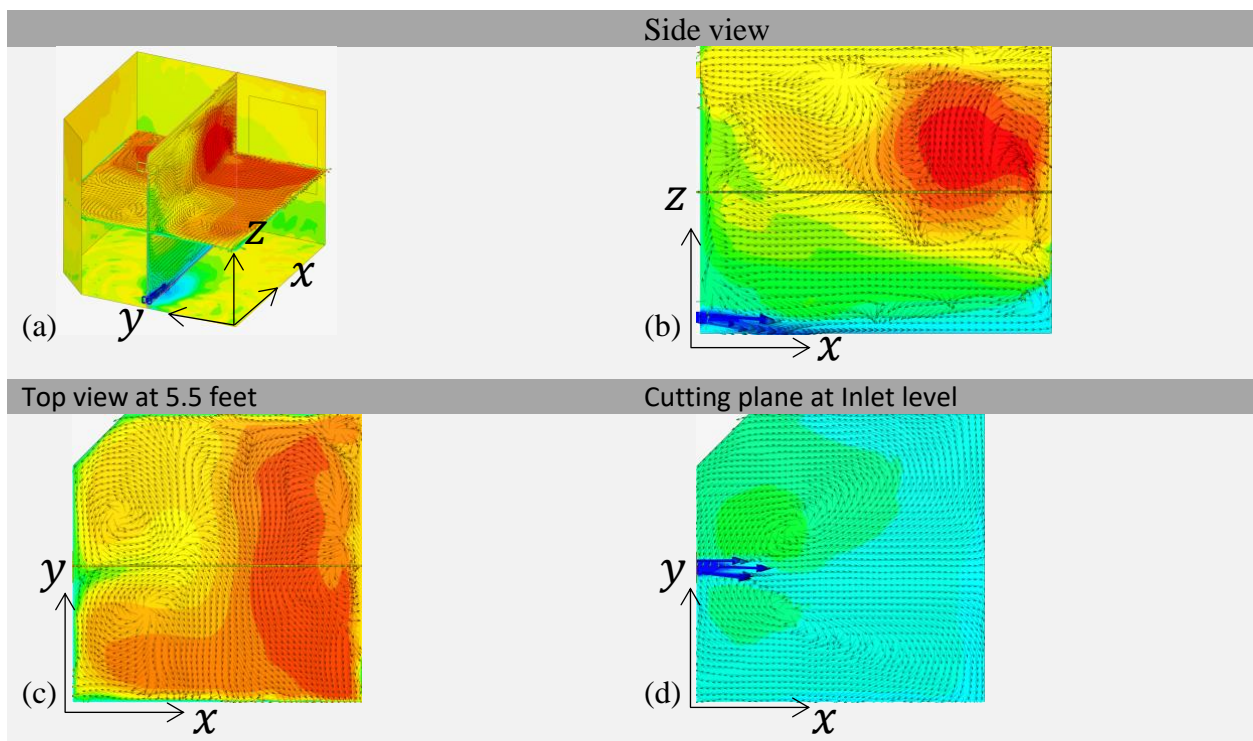 Side view
z
x
y
(a)
z
x
(b)
Top view at 5.5 feet
Cutting plane at Inlet level
y
x
(c)
y
x
(d)